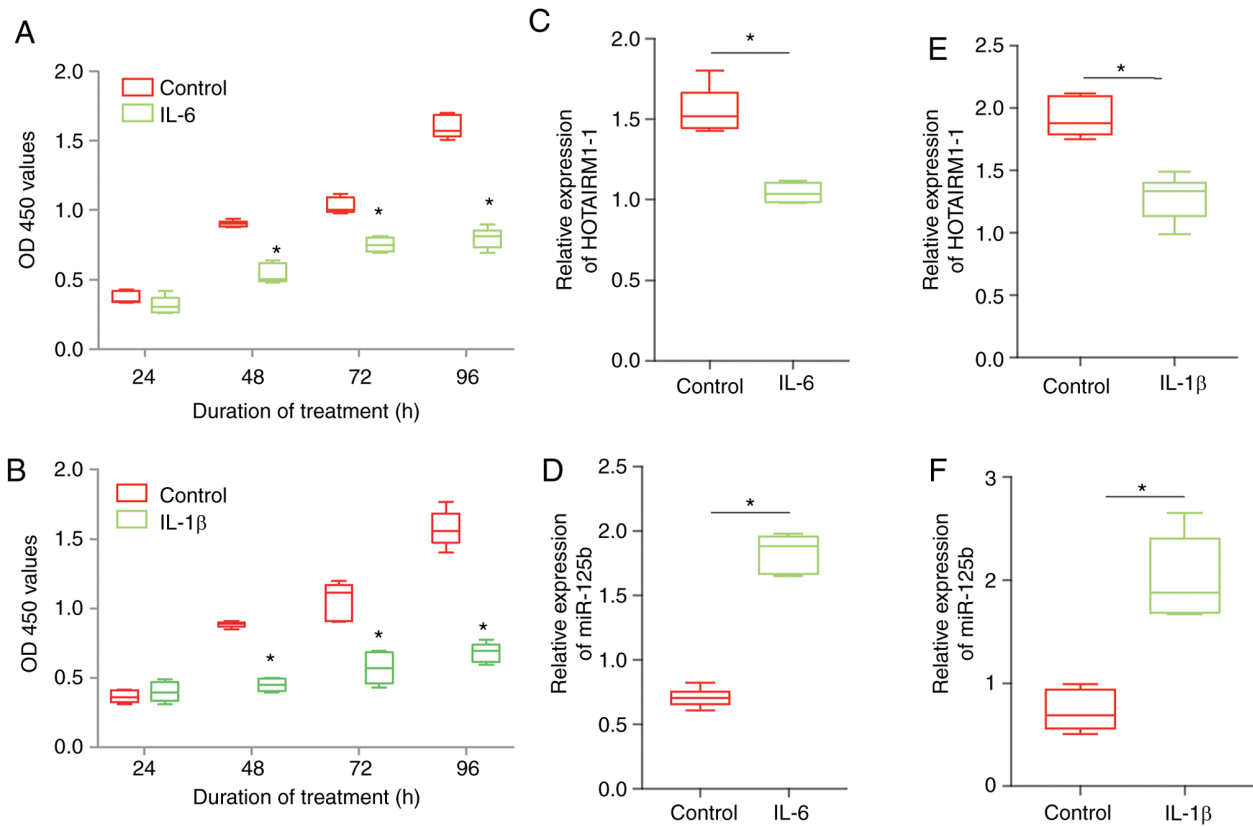 A
OD 450 values
2.0
1.5
1.0
0.5
0.0
Control
IL-6
*
*
*
24
48
72
96
Duration of treatment (h)
B
OD 450 values
2.0
1.5
1.0
0.5
0.0
Control
IL-1β
*
*
*
24
48
72
96
Duration of treatment (h)
C
Relative expression
of HOTAIRM1-1
2.0
1.5
1.0
0.5
0.0
*
Control
IL-6
D
Relative expression
of miR-125b
2.5
2.0
1.5
1.0
0.5
0.0
*
Control
IL-6
E
Relative expression
of HOTAIRM1-1
2.5
2.0
1.5
1.0
0.5
0.0
*
Control
IL-1β
F
Relative expression
of miR-125b
3
2
1
0
*
Control
IL-1β